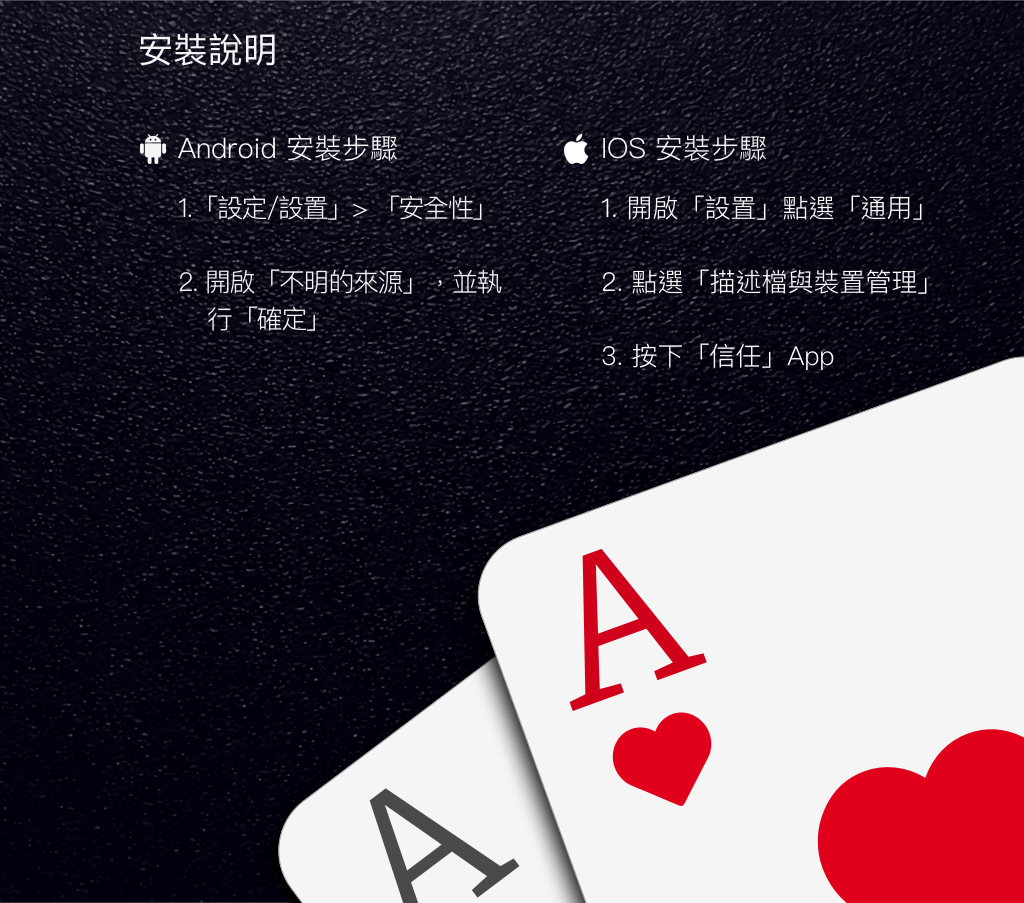 安裝說明
Android 安裝步驟
1.「設定/設置」> 「安全性」
2. 開啟「不明的來源」，並執
行「確定」
IOS 安裝步驟
1. 開啟「設置」點選「通用」
2. 點選「描述檔與裝置管理」
3. 按下「信任」App
A
A